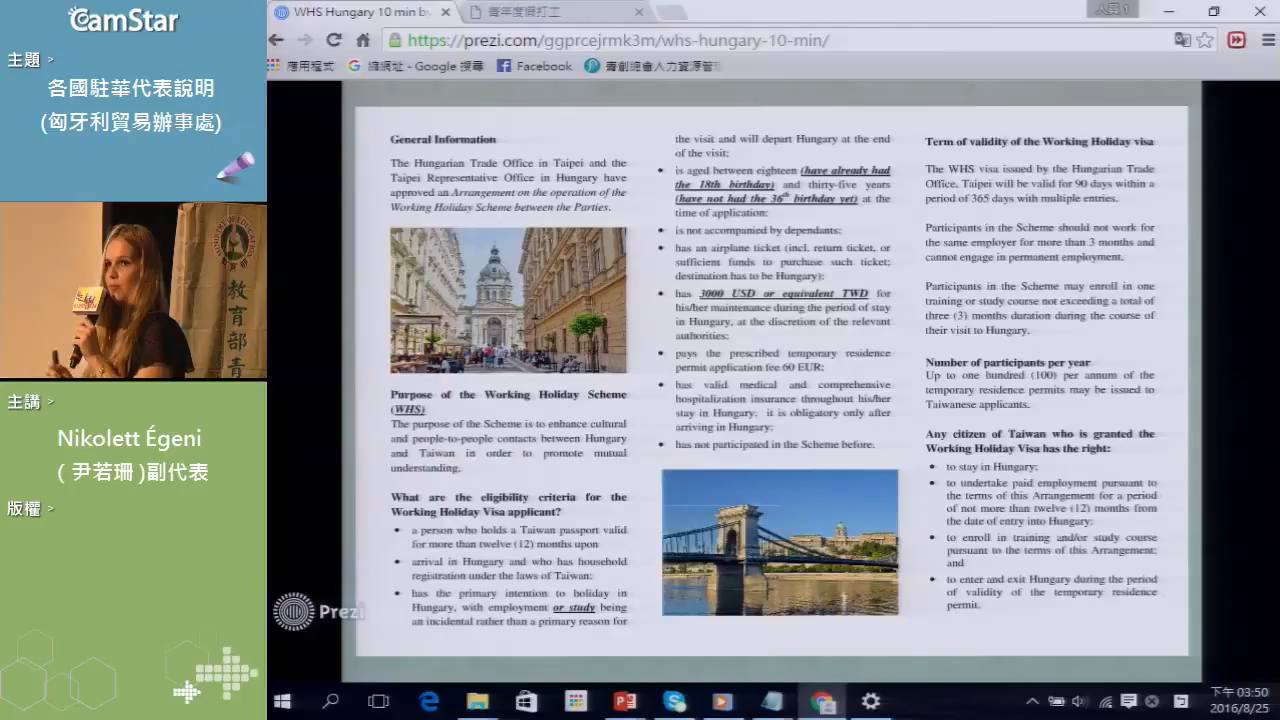 CamStar
主題 >
各國駐華代表說明
(匈牙利貿易辦事處)
教育部青
主講 >
Nikolett Égeni
( 尹若珊 )副代表
版權 >
WHS Hungary 10 min by
青年度假打工
https://prezi.com/ggprcejrmk3m/whs-hungary-10-min/
應用程式
縮網址 - Google 搜尋
Facebook
青創總會人力資源管理
General Information
The Hungarian Trade Office in Taipei and the
Taipei Representative Office in Hungary have
approved an Arrangement on the operation of the
Working Holiday Scheme between the Parties.
Purpose of the Working Holiday Scheme
(WHS)
The purpose of the Scheme is to enhance cultural
and people-to-people contacts between Hungary
and Taiwan in order to promote mutual
understanding.
What are the eligibility criteria for the
Working Holiday Visa applicant?
• a person who holds a Taiwan passport valid
for more than twelve (12) months upon
• arrival in Hungary and who has household
registration under the laws of Taiwan;
• has the primary intention to holiday in
Hungary, with employment or study being
an incidental rather than a primary reason for
the visit and will depart Hungary at the end
of the visit;
• is aged between eighteen (have already had
the 18th birthday) and thirty-five years
(have not had the 36th birthday yet) at the
time of application;
• is not accompanied by dependants;
• has an airplane ticket (incl. return ticket, or
sufficient funds to purchase such ticket;
destination has to be Hungary);
• has 3000 USD or equivalent TWD for
his/her maintenance during the period of stay
in Hungary, at the discretion of the relevant
authorities;
• pays the prescribed temporary residence
permit application fee 60 EUR;
• has valid medical and comprehensive
hospitalization insurance throughout his/her
stay in Hungary; it is obligatory only after
arriving in Hungary;
• has not participated in the Scheme before.
Term of validity of the Working Holiday visa
The WHS visa issued by the Hungarian Trade
Office, Taipei will be valid for 90 days within a
period of 365 days with multiple entries.
Participants in the Scheme should not work for
the same employer for more than 3 months and
cannot engage in permanent employment.
Participants in the Scheme may enroll in one
training or study course not exceeding a total of
three (3) months duration during the course of
their visit to Hungary.
Number of participants per year
Up to one hundred (100) per annum of the
temporary residence permits may be issued to
Taiwanese applicants.
Any citizen of Taiwan who is granted the
Working Holiday Visa has the right:
• to stay in Hungary;
• to undertake paid employment pursuant to
the terms of this Arrangement for a period
of not more than twelve (12) months from
the date of entry into Hungary;
• to enroll in training and/or study course
pursuant to the terms of this Arrangement;
and
• to enter and exit Hungary during the period
of validity of the temporary residence
permit.
Prezi
下午 03:50
2016/8/25